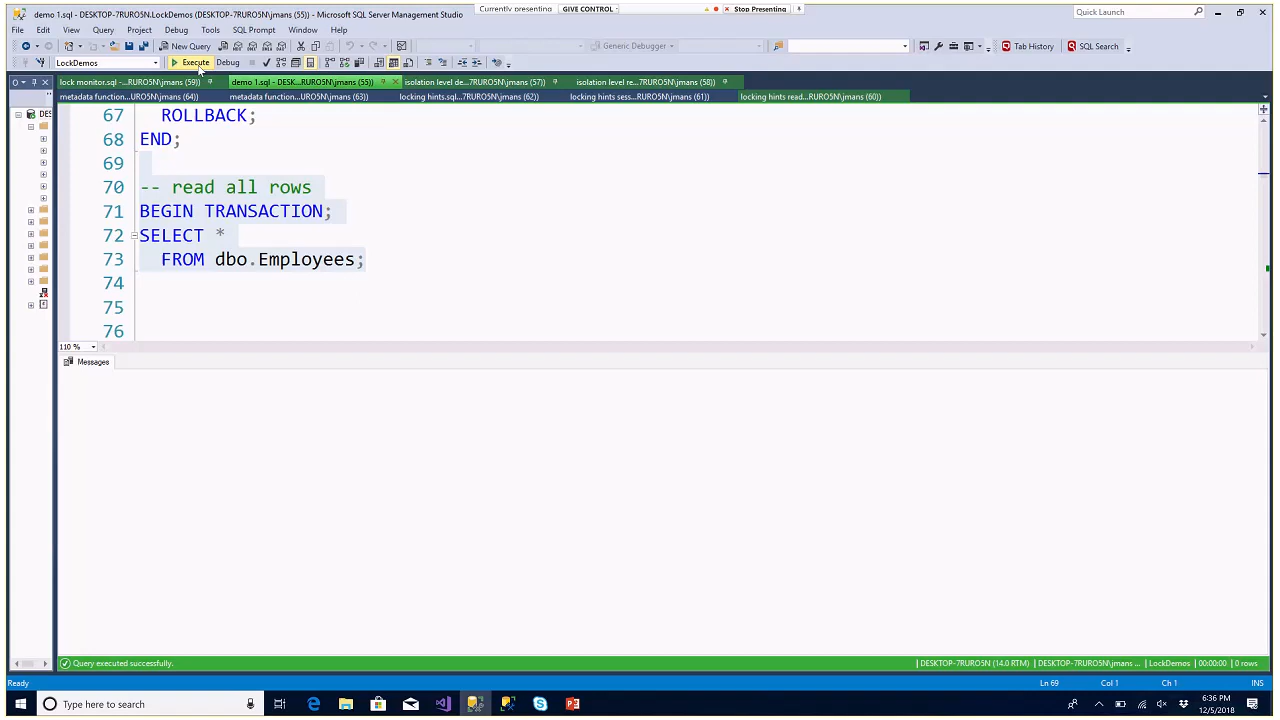 Currently presenting GIVE CONTROL Stop Presenting
demo 1.sql - DESKTOP-7RURO5N.LockDemos (DESKTOP-7RURO5N\jmans (55)) - Microsoft SQL Server Management Studio
Quick Launch
File Edit View Query Project Debug Tools SQL Prompt Window Help
New Query Generic Debugger Tab History SQL Search
LockDemos Execute Debug
lock monitor.sql -...RURO5N\jmans (59)) demo 1.sql - DESK...RURO5N\jmans (55)) isolation level de...7RURO5N\jmans (57)) isolation level re...RURO5N\jmans (58))
metadata function...URO5N\jmans (64)) metadata function...RURO5N\jmans (63)) locking hints.sql...7RURO5N\jmans (62)) locking hints sess...RURO5N\jmans (61)) locking hints read...RURO5N\jmans (60))
DES
67 ROLLBACK;
68 END;
69
70 -- read all rows
71 BEGIN TRANSACTION;
72 SELECT *
73 FROM dbo.Employees;
74
75
76
110 %
Messages
Query executed successfully. DESKTOP-7RURO5N (14.0 RTM) DESKTOP-7RURO5N\jmans ... LockDemos 00:00:00 0 rows
Ready Ln 69 Col 1 Ch 1 INS
Type here to search
6:36 PM
12/5/2018